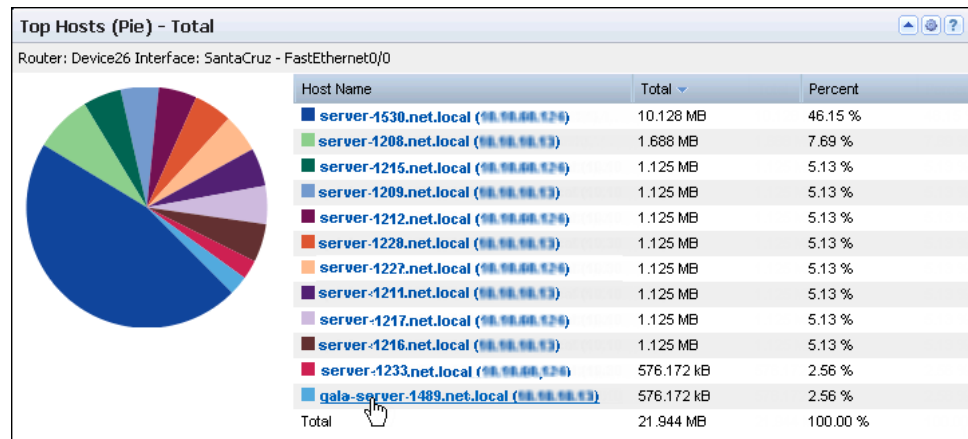 Top Hosts (Pie) - Total
Router: Device26 Interface: SantaCruz - FastEthernet0/0
Host Name Total Percent
server-1530.net.local 10.128 MB 46.15 %
server-1208.net.local 1.688 MB 7.69 %
server-1215.net.local 1.125 MB 5.13 %
server-1209.net.local 1.125 MB 5.13 %
server-1212.net.local 1.125 MB 5.13 %
server-1228.net.local 1.125 MB 5.13 %
server-1227.net.local 1.125 MB 5.13 %
server-1211.net.local 1.125 MB 5.13 %
server-1217.net.local 1.125 MB 5.13 %
server-1216.net.local 1.125 MB 5.13 %
server-1233.net.local 576.172 kB 2.56 %
gala-server-1489.net.local 576.172 kB 2.56 %
Total 21.944 MB 100.00 %